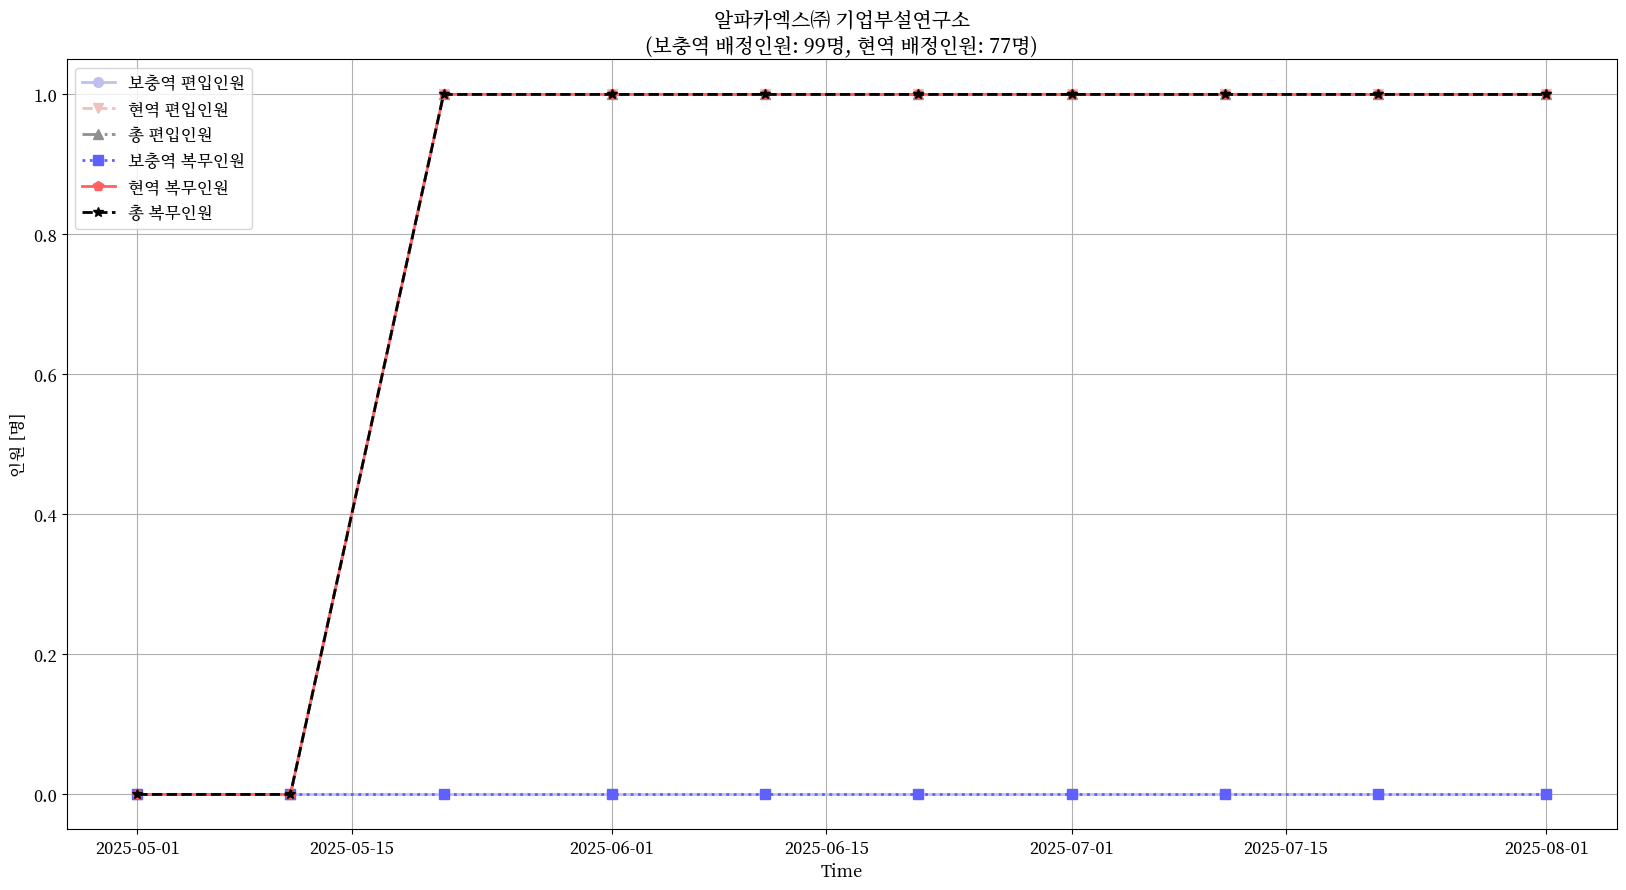 알파카엑스㈜ 기업부설연구소
(보충역 배정인원: 99명, 현역 배정인원: 77명)
보충역 편입인원
현역 편입인원
총 편입인원
보충역 복무인원
현역 복무인원
총 복무인원
1.0
0.8
0.6
0.4
0.2
0.0
인원 [명]
2025-05-01
2025-05-15
2025-06-01
2025-06-15
2025-07-01
2025-07-15
2025-08-01
Time